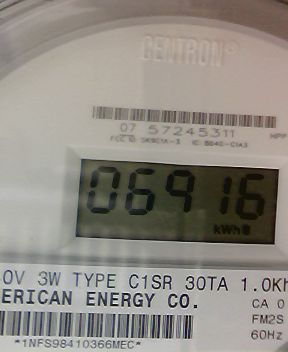 CENTRON®
07 57245311
06916
kWh
0V 3W TYPE C1SR 30TA 1.0Kh
ERICAN ENERGY CO.
CA 0
FM2S
60Hz
*1NFS98410366MEC*